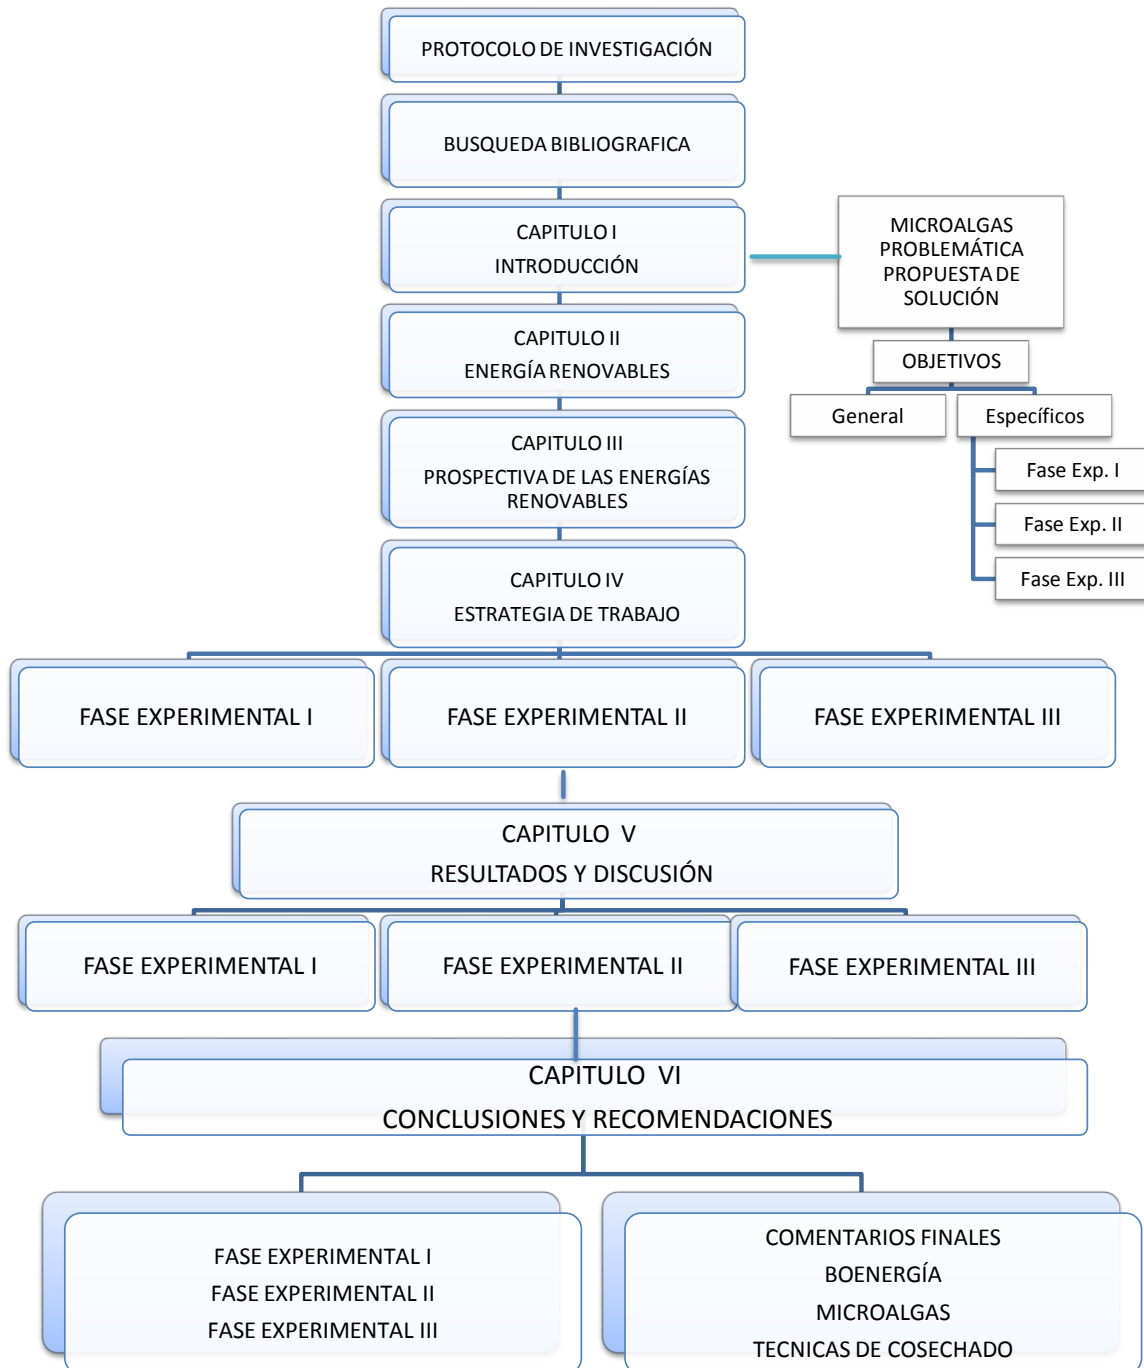 PROTOCOLO DE INVESTIGACIÓN
BUSQUEDA BIBLIOGRAFICA
CAPITULO I
INTRODUCCIÓN
MICROALGAS
PROBLEMÁTICA
PROPUESTA DE
SOLUCIÓN
OBJETIVOS
General
Específicos
Fase Exp. I
Fase Exp. II
Fase Exp. III
CAPITULO II
ENERGÍA RENOVABLES
CAPITULO III
PROSPECTIVA DE LAS ENERGÍAS
RENOVABLES
CAPITULO IV
ESTRATEGIA DE TRABAJO
FASE EXPERIMENTAL I
FASE EXPERIMENTAL II
FASE EXPERIMENTAL III
CAPITULO V
RESULTADOS Y DISCUSIÓN
FASE EXPERIMENTAL I
FASE EXPERIMENTAL II
FASE EXPERIMENTAL III
CAPITULO VI
CONCLUSIONES Y RECOMENDACIONES
FASE EXPERIMENTAL I
FASE EXPERIMENTAL II
FASE EXPERIMENTAL III
COMENTARIOS FINALES
BOENERGÍA
MICROALGAS
TECNICAS DE COSECHADO